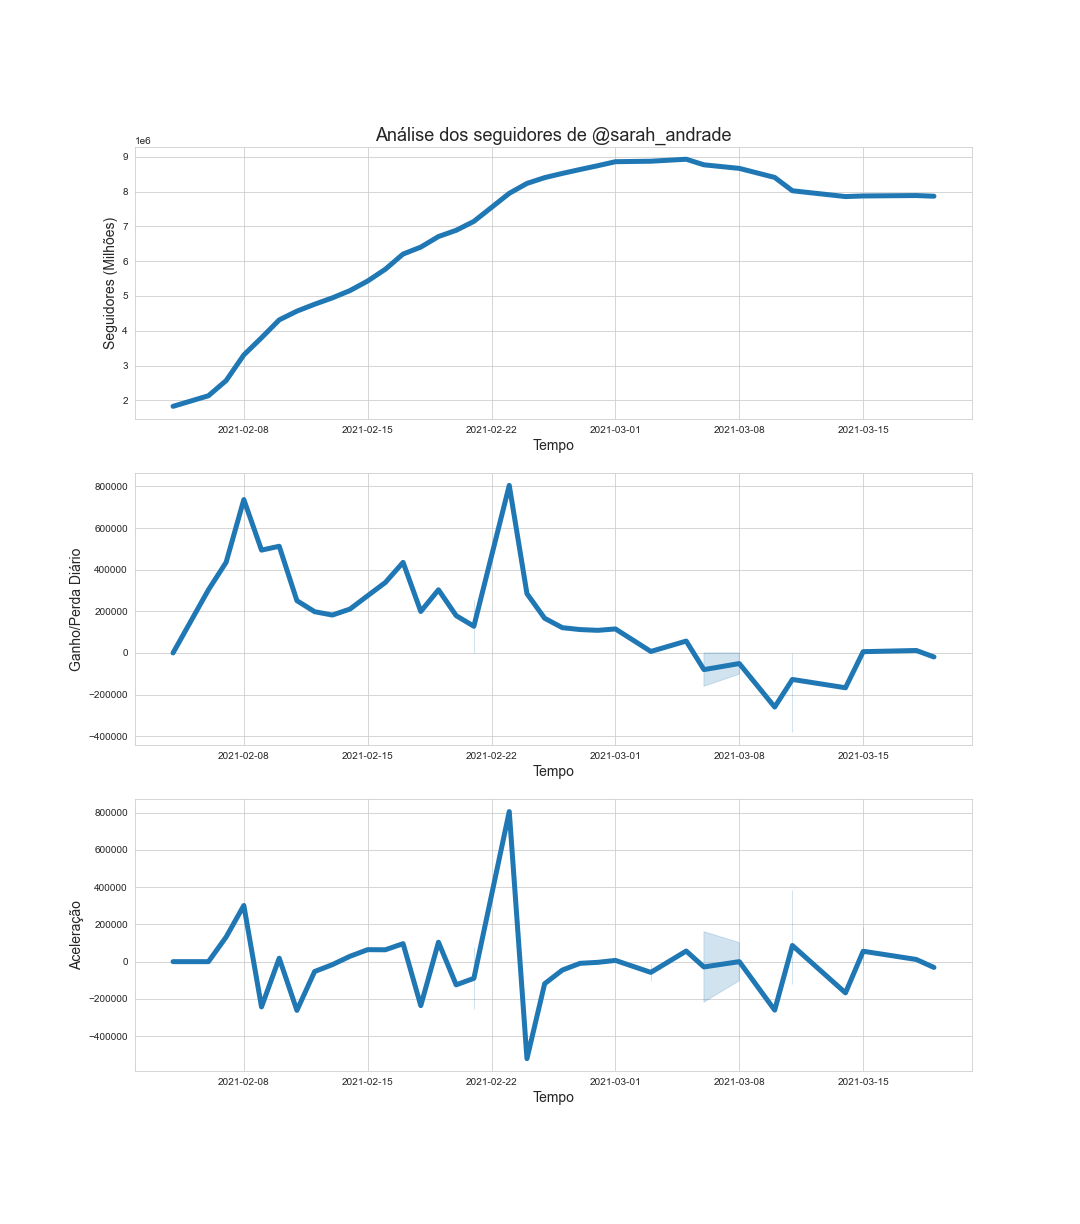 Análise dos seguidores de @sarah_andrade
1e6
9
8
7
6
5
4
3
2
Seguidores (Milhões)
2021-02-08 2021-02-15 2021-02-22 2021-03-01 2021-03-08 2021-03-15
Tempo
800000
600000
400000
200000
0
−200000
−400000
Ganho/Perda Diário
2021-02-08 2021-02-15 2021-02-22 2021-03-01 2021-03-08 2021-03-15
Tempo
800000
600000
400000
200000
0
−200000
−400000
Aceleração
2021-02-08 2021-02-15 2021-02-22 2021-03-01 2021-03-08 2021-03-15
Tempo